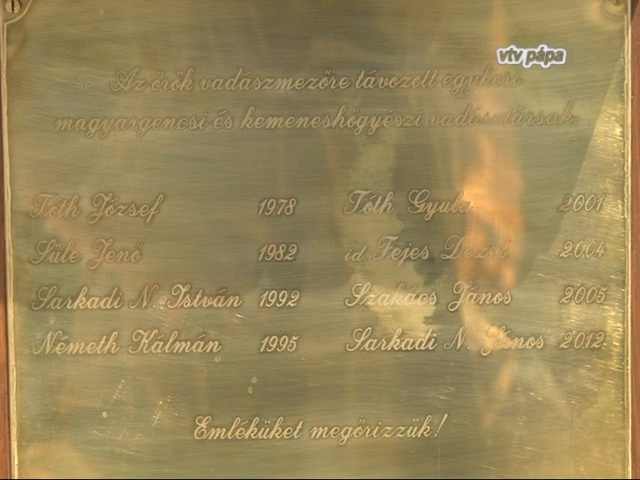 vtv pápa
Az örök vadászmezőre távozott egykori
magyargencsi és kemeneshőgyészi vadásztársak.
Tóth József 1978 Tóth Gyula 2001
Süle Jenő 1982 id. Fejes Dezső 2004
Sarkadi N. István 1992 Szakács János 2005
Németh Kálmán 1995 Sarkadi N. János 2012.
Emléküket megőrizzük!